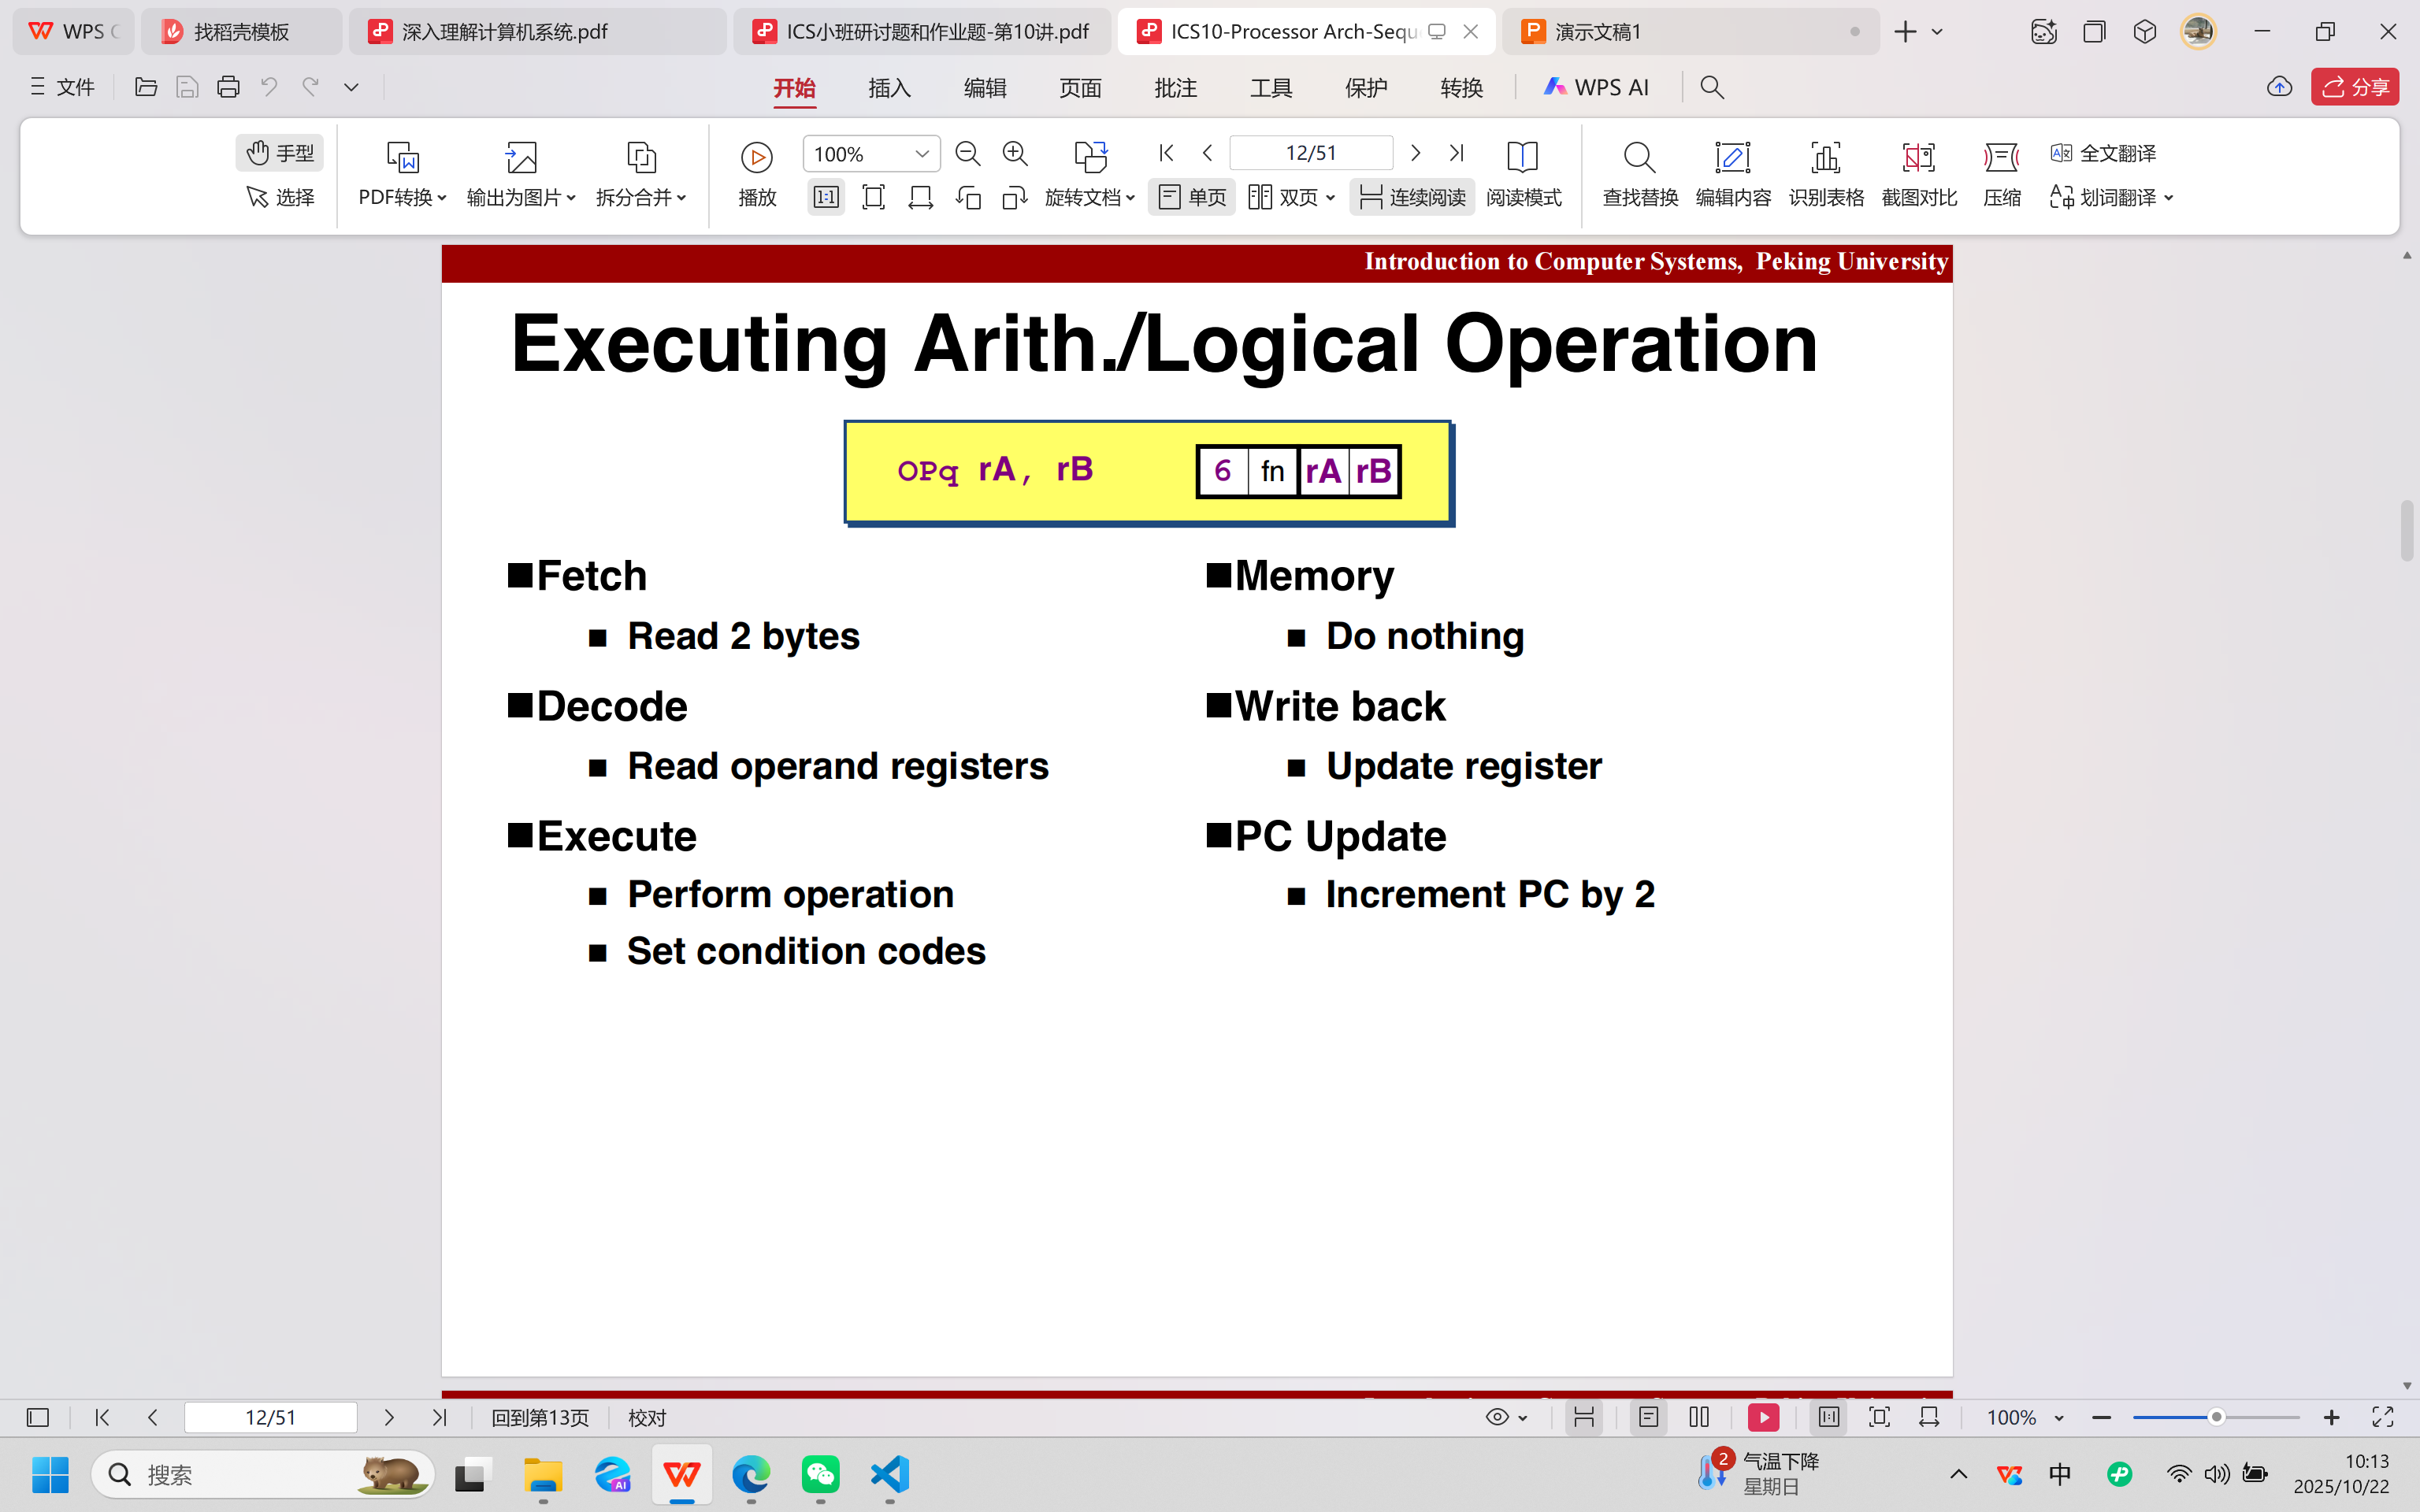 WPS
找稻壳模板
深入理解计算机系统.pdf
ICS小班研讨题和作业题-第10讲.pdf
ICS10-Processor Arch-Sequ
演示文稿1
文件
开始
插入
编辑
页面
批注
工具
保护
转换
WPS AI
分享
手型
选择
PDF转换
输出为图片
拆分合并
播放
100%
旋转文档
12/51
单页
双页
连续阅读
阅读模式
查找替换
编辑内容
识别表格
截图对比
压缩
全文翻译
划词翻译
Introduction to Computer Systems, Peking University
Executing Arith./Logical Operation
OPq rA, rB 6 fn rA rB
Fetch
Read 2 bytes
Decode
Read operand registers
Execute
Perform operation
Set condition codes
Memory
Do nothing
Write back
Update register
PC Update
Increment PC by 2
12/51
回到第13页
校对
100%
搜索
AI
2
气温下降
星期日
中
10:13
2025/10/22